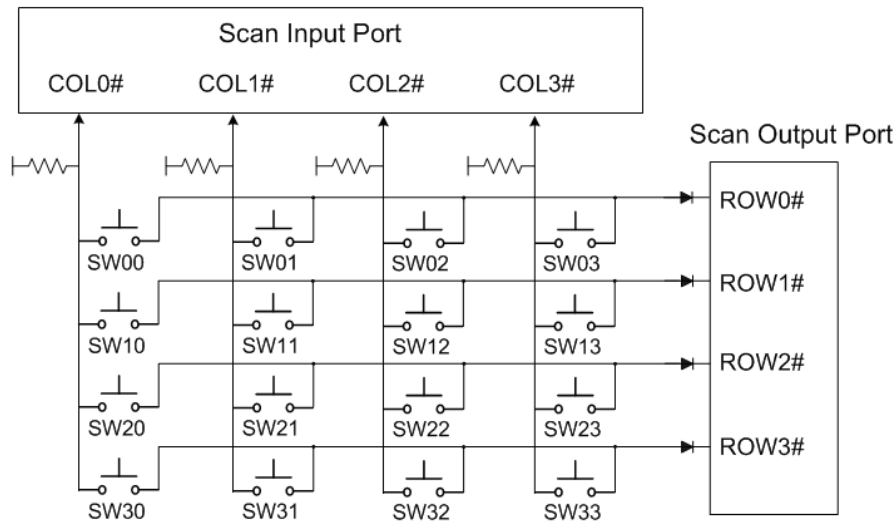 Scan Input Port
COL0# COL1# COL2# COL3#
Scan Output Port
ROW0#
SW00 SW01 SW02 SW03
ROW1#
SW10 SW11 SW12 SW13
ROW2#
SW20 SW21 SW22 SW23
ROW3#
SW30 SW31 SW32 SW33